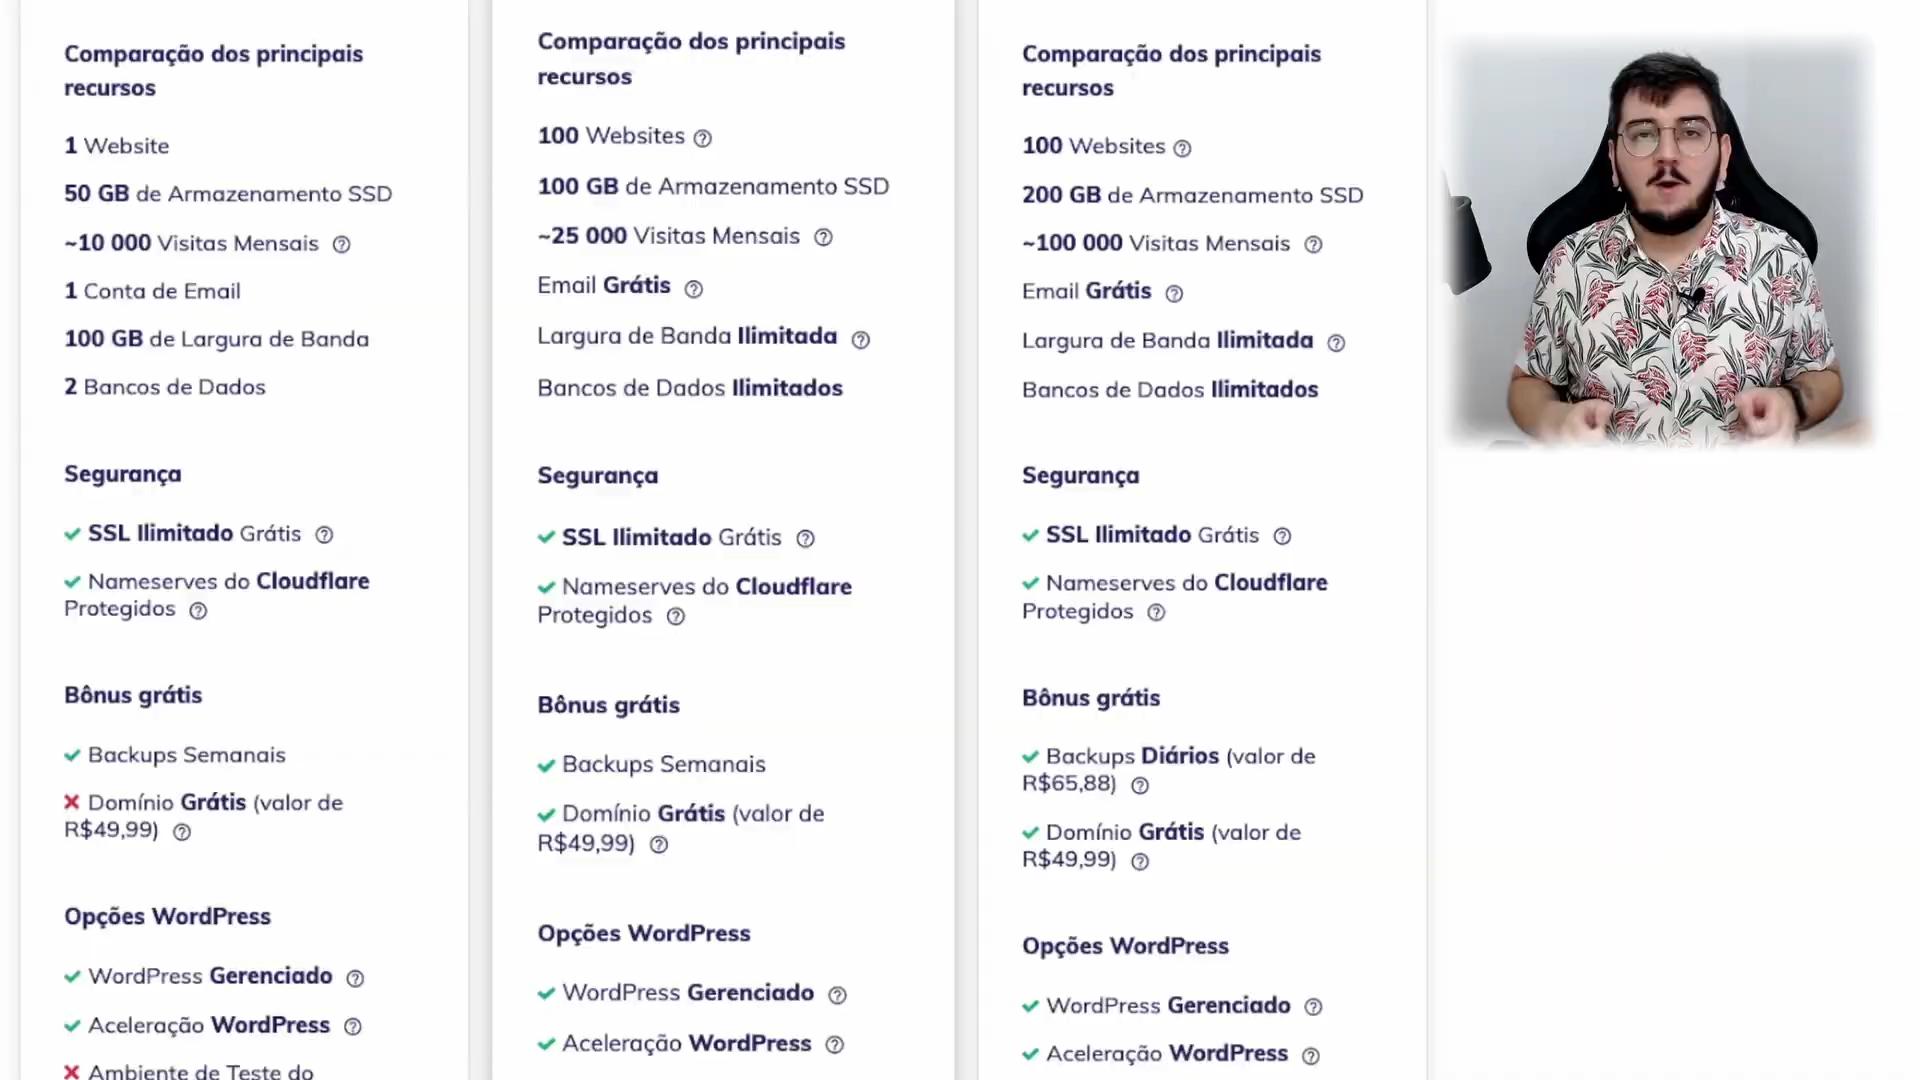 Comparação dos principais
recursos
1 Website
50 GB de Armazenamento SSD
~10 000 Visitas Mensais
1 Conta de Email
100 GB de Largura de Banda
2 Bancos de Dados
Segurança
SSL Ilimitado Grátis
Nameserves do Cloudflare
Protegidos
Bônus grátis
Backups Semanais
Domínio Grátis (valor de
R$49,99)
Opções WordPress
WordPress Gerenciado
Aceleração WordPress
Ambiente de Teste do
Comparação dos principais
recursos
100 Websites
100 GB de Armazenamento SSD
~25 000 Visitas Mensais
Email Grátis
Largura de Banda Ilimitada
Bancos de Dados Ilimitados
Segurança
SSL Ilimitado Grátis
Nameserves do Cloudflare
Protegidos
Bônus grátis
Backups Semanais
Domínio Grátis (valor de
R$49,99)
Opções WordPress
WordPress Gerenciado
Aceleração WordPress
Comparação dos principais
recursos
100 Websites
200 GB de Armazenamento SSD
~100 000 Visitas Mensais
Email Grátis
Largura de Banda Ilimitada
Bancos de Dados Ilimitados
Segurança
SSL Ilimitado Grátis
Nameserves do Cloudflare
Protegidos
Bônus grátis
Backups Diários (valor de
R$65,88)
Domínio Grátis (valor de
R$49,99)
Opções WordPress
WordPress Gerenciado
Aceleração WordPress